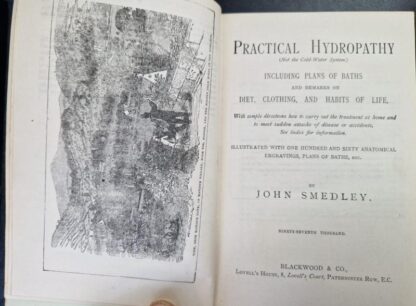 PRACTICAL HYDROPATHY
(Not the Cold-Water System.)
INCLUDING PLANS OF BATHS
AND REMARKS ON
DIET, CLOTHING, AND HABITS OF LIFE,
With simple directions how to carry out the treatment at home and
to meet sudden attacks of disease or accidents.
See Index for information.
ILLUSTRATED WITH ONE HUNDRED AND SIXTY ANATOMICAL
ENGRAVINGS, PLANS OF BATHS, ETC.
BY
JOHN SMEDLEY.
NINETY-SEVENTH THOUSAND.
BLACKWOOD & CO.,
LOVELL'S HOUSE, 8, Lovell's Court, PATERNOSTER ROW, E.C.